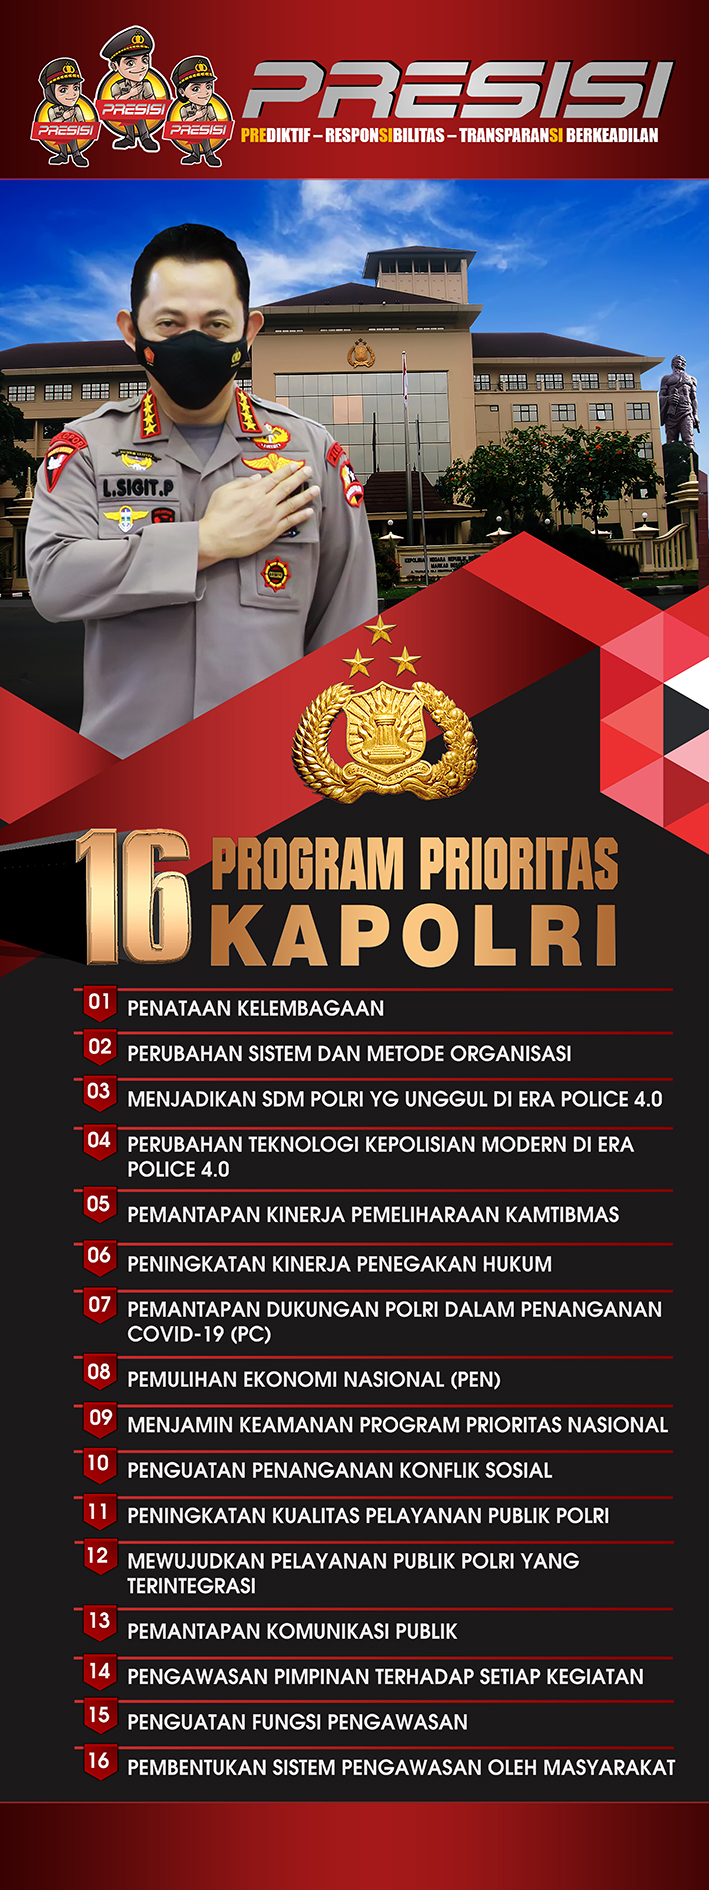 PRESISI
PRESISI
PRESISI
PRESISI
PREDIKTIF – RESPONSIBILITAS – TRANSPARANSI BERKEADILAN
L.SIGIT.P
16
PROGRAM PRIORITAS
KAPOLRI
01 PENATAAN KELEMBAGAAN
02 PERUBAHAN SISTEM DAN METODE ORGANISASI
03 MENJADIKAN SDM POLRI YG UNGGUL DI ERA POLICE 4.0
04 PERUBAHAN TEKNOLOGI KEPOLISIAN MODERN DI ERA
POLICE 4.0
05 PEMANTAPAN KINERJA PEMELIHARAAN KAMTIBMAS
06 PENINGKATAN KINERJA PENEGAKAN HUKUM
07 PEMANTAPAN DUKUNGAN POLRI DALAM PENANGANAN
COVID-19 (PC)
08 PEMULIHAN EKONOMI NASIONAL (PEN)
09 MENJAMIN KEAMANAN PROGRAM PRIORITAS NASIONAL
10 PENGUATAN PENANGANAN KONFLIK SOSIAL
11 PENINGKATAN KUALITAS PELAYANAN PUBLIK POLRI
12 MEWUJUDKAN PELAYANAN PUBLIK POLRI YANG
TERINTEGRASI
13 PEMANTAPAN KOMUNIKASI PUBLIK
14 PENGAWASAN PIMPINAN TERHADAP SETIAP KEGIATAN
15 PENGUATAN FUNGSI PENGAWASAN
16 PEMBENTUKAN SISTEM PENGAWASAN OLEH MASYARAKAT